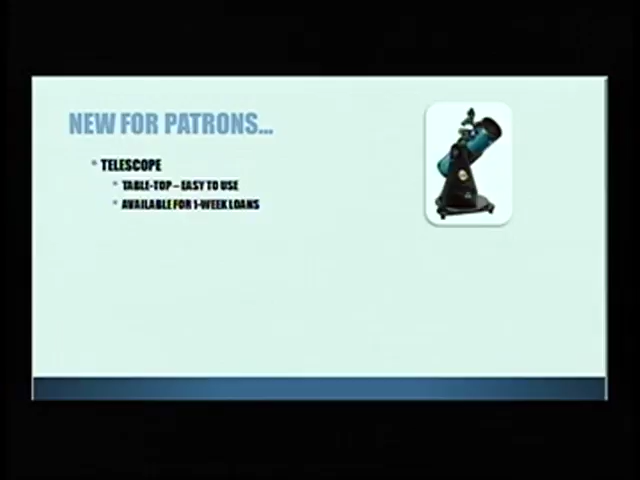 NEW FOR PATRONS...
TELESCOPE
TABLE-TOP – EASY TO USE
AVAILABLE FOR 1-WEEK LOANS